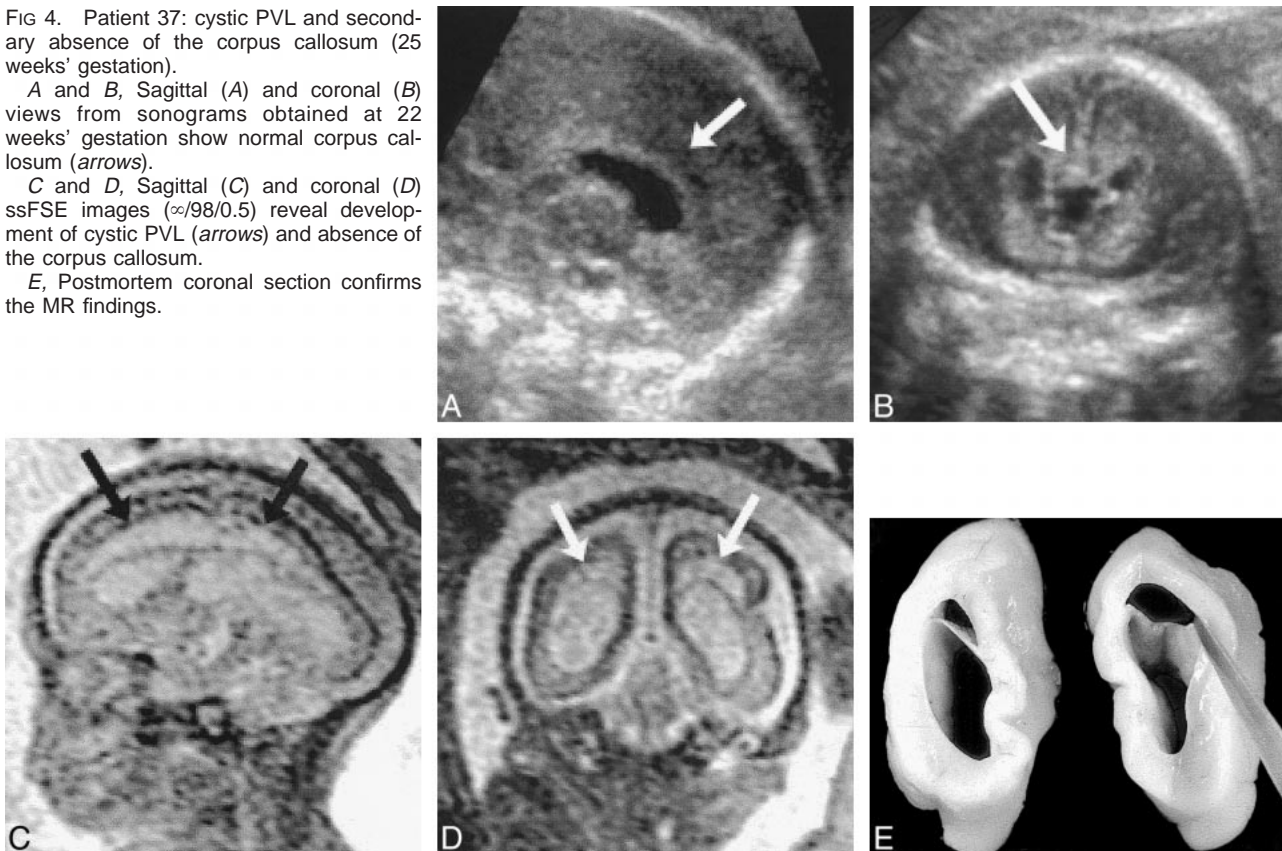 FIG 4. Patient 37: cystic PVL and second-
ary absence of the corpus callosum (25
weeks' gestation).
A and B, Sagittal (A) and coronal (B)
views from sonograms obtained at 22
weeks' gestation show normal corpus cal-
losum (arrows).
C and D, Sagittal (C) and coronal (D)
ssFSE images (∞/98/0.5) reveal develop-
ment of cystic PVL (arrows) and absence of
the corpus callosum.
E, Postmortem coronal section confirms
the MR findings.
A
B
C
D
E